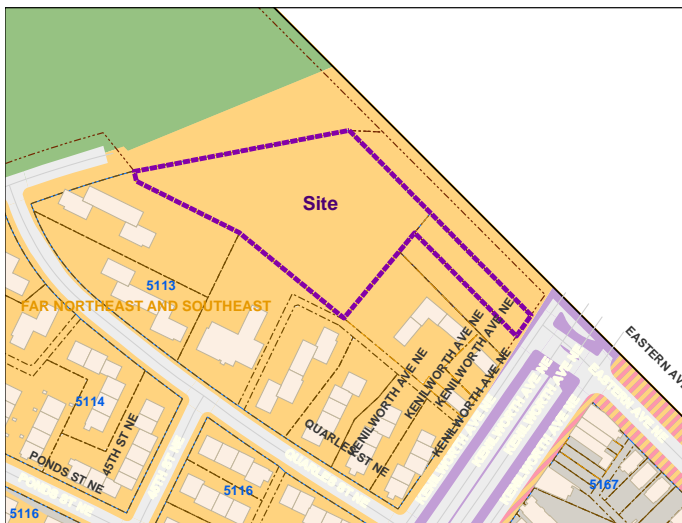 Site
5113
FAR NORTHEAST AND SOUTHEAST
KENILWORTH AVE NE
KENILWORTH AVE NE
KENILWORTH AVE NE
KENILWORTH AVE NE
EASTERN AV
5114
45TH ST NE
PONDS ST NE
QUARLES ST NE
5116
5116
5167